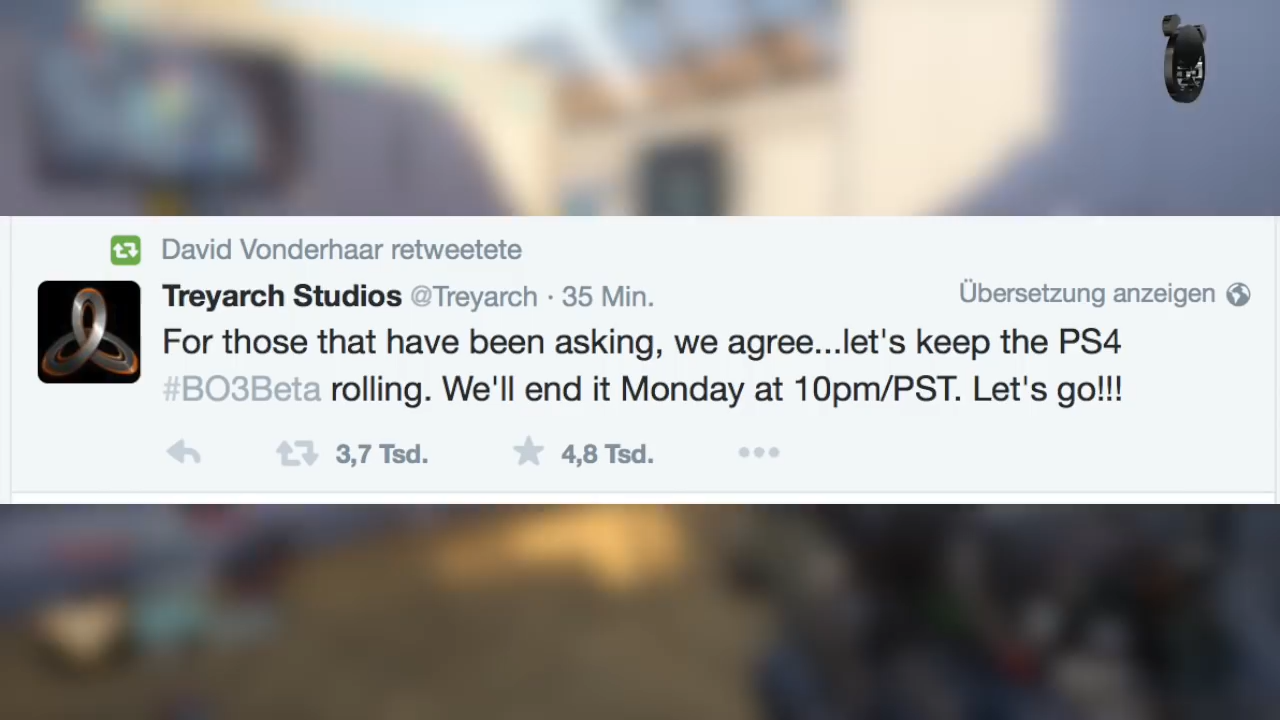 David Vonderhaar retweetete
Treyarch Studios @Treyarch · 35 Min.
Übersetzung anzeigen
For those that have been asking, we agree...let's keep the PS4
#BO3Beta rolling. We'll end it Monday at 10pm/PST. Let's go!!!
3,7 Tsd.
4,8 Tsd.